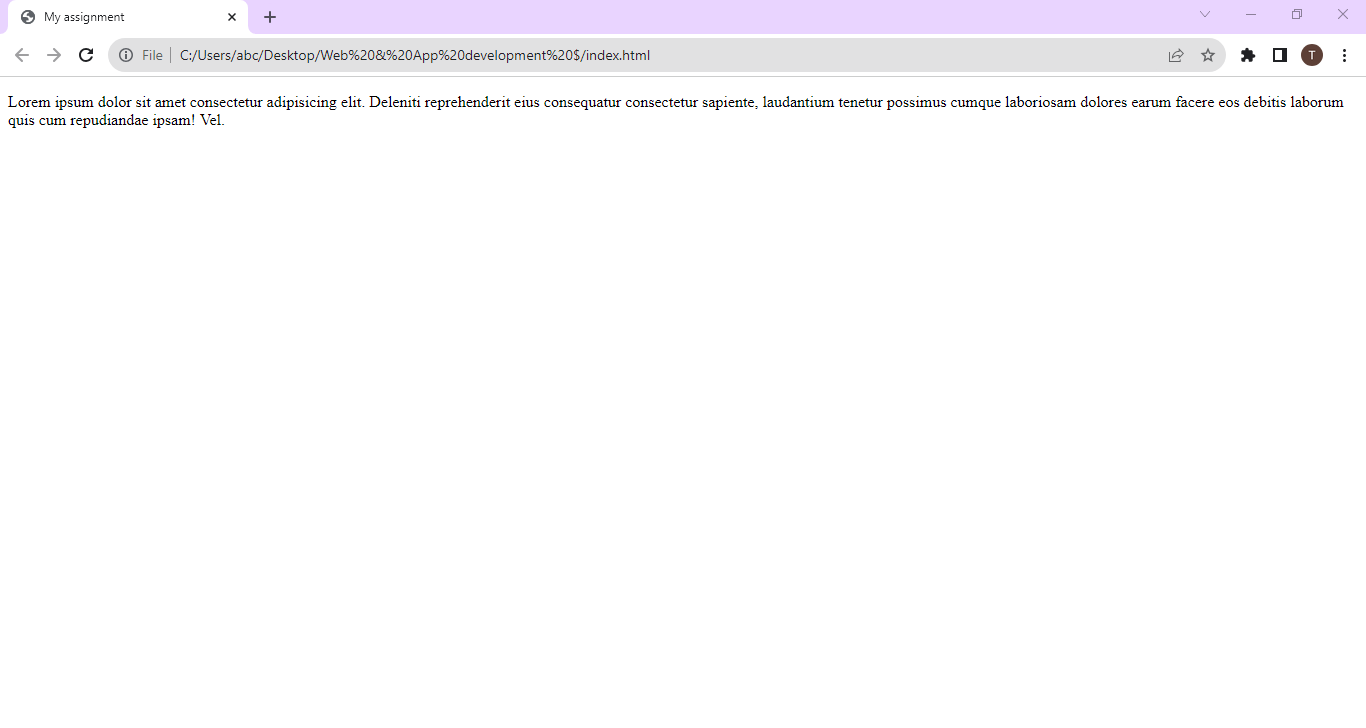 My assignment
File C:/Users/abc/Desktop/Web%20&%20App%20development%20$/index.html
T
Lorem ipsum dolor sit amet consectetur adipisicing elit. Deleniti reprehenderit eius consequatur consectetur sapiente, laudantium tenetur possimus cumque laboriosam dolores earum facere eos debitis laborum
quis cum repudiandae ipsam! Vel.